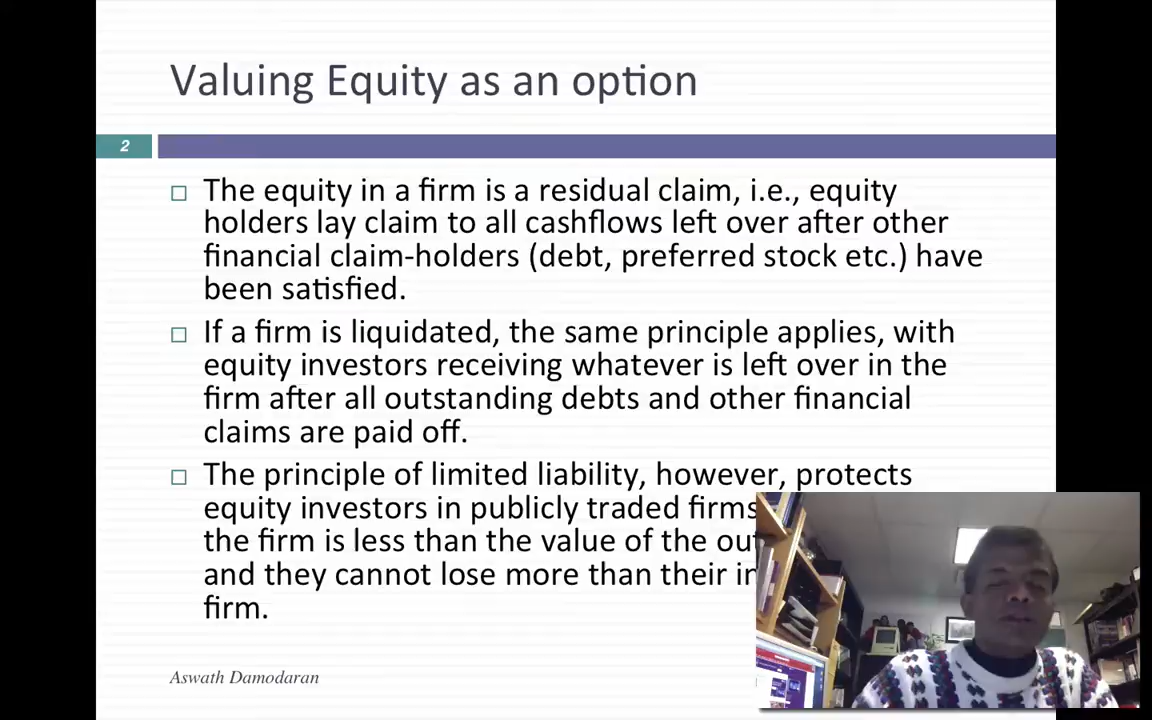 Valuing Equity as an option
2
□ The equity in a firm is a residual claim, i.e., equity
holders lay claim to all cashflows left over after other
financial claim-holders (debt, preferred stock etc.) have
been satisfied.
□ If a firm is liquidated, the same principle applies, with
equity investors receiving whatever is left over in the
firm after all outstanding debts and other financial
claims are paid off.
□ The principle of limited liability, however, protects
equity investors in publicly traded firms
the firm is less than the value of the
and they cannot lose more than their
firm.
Aswath Damodaran